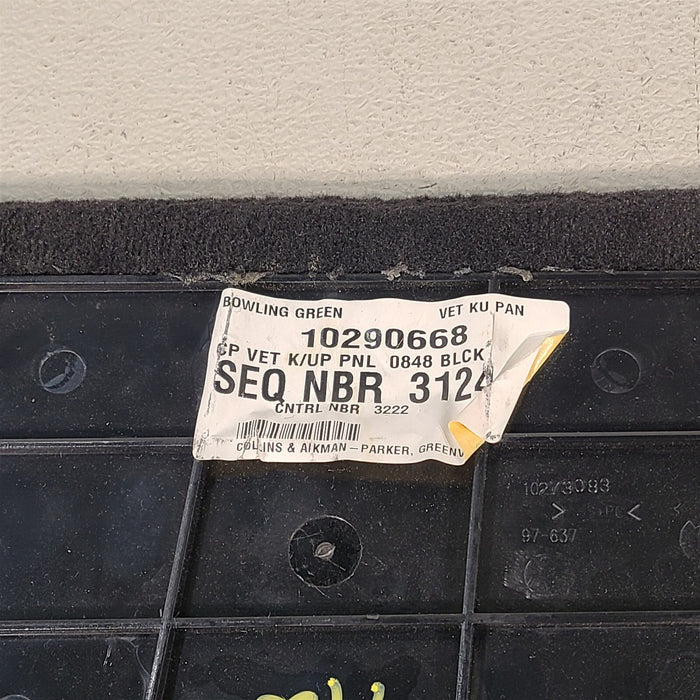 BOWLING GREEN VET KU PAN
10290668
CP VET K/UP PNL 0848 BLCK
SEQ NBR 3124
CNTRL NBR 3222
COLLINS & AIKMAN - PARKER, GREENV
10273093
97-637